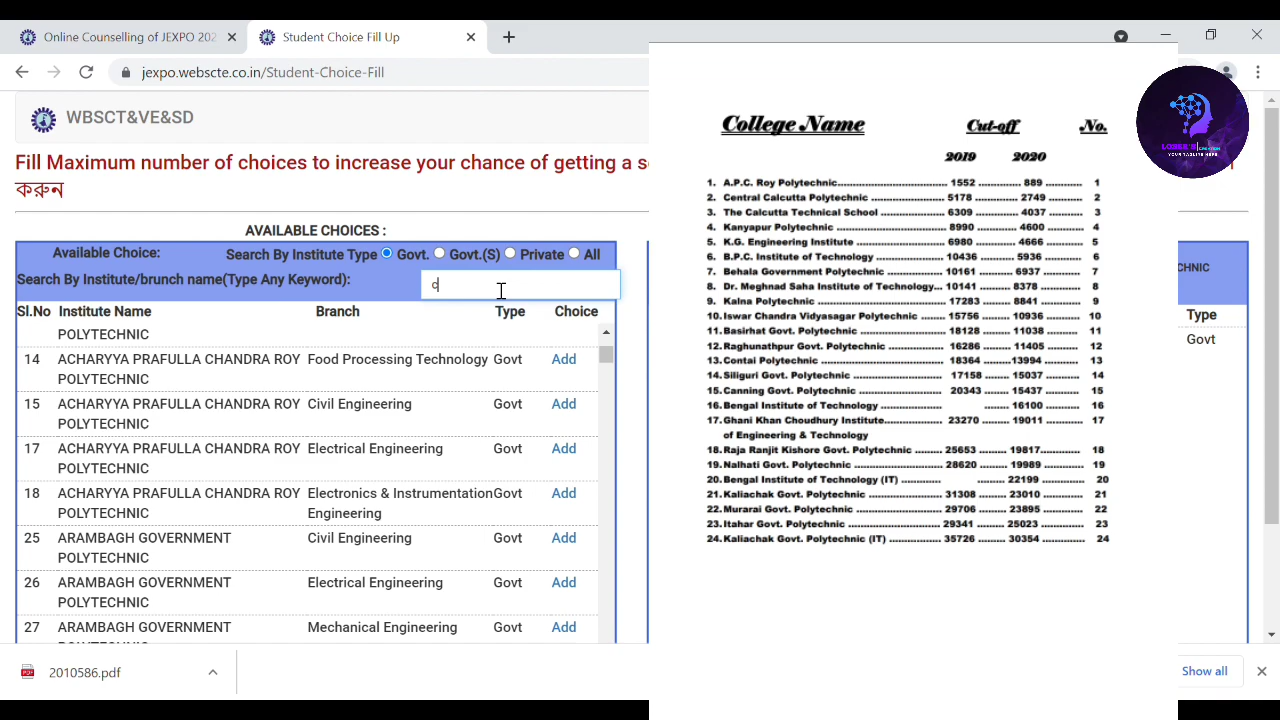 JEXPO/VOCLET 2020
Student Sign Up
jexpo.webscte.co.in/
WBSCT&VE&SD
Fill Maximum number of choices to increase your chance of getting a se
করুন
AVAILABLE CHOICES :
Available Choice:
Search By Institute Type Govt. Govt.(S) Private All
Search By Institute/branch name(Type Any Keyword):
c
Sl.No Institute Name Branch Type Choice
POLYTECHNIC
14 ACHARYYA PRAFULLA CHANDRA ROY Food Processing Technology Govt Add
POLYTECHNIC
15 ACHARYYA PRAFULLA CHANDRA ROY Civil Engineering Govt Add
POLYTECHNIC
17 ACHARYYA PRAFULLA CHANDRA ROY Electrical Engineering Govt Add
POLYTECHNIC
18 ACHARYYA PRAFULLA CHANDRA ROY Electronics & Instrumentation Govt Add
POLYTECHNIC Engineering
25 ARAMBAGH GOVERNMENT Civil Engineering Govt Add
POLYTECHNIC
26 ARAMBAGH GOVERNMENT Electrical Engineering Govt Add
POLYTECHNIC
27 ARAMBAGH GOVERNMENT Mechanical Engineering Govt Add
2010586.pdf
College Name Cut-off No.
2019 2020
1. A.P.C. Roy Polytechnic......................................... 1552 ................ 889 ............. 1
2. Central Calcutta Polytechnic ........................... 5178 ................ 2749 ............ 2
3. The Calcutta Technical School ....................... 6309 ................ 4037 ............ 3
4. Kanyapur Polytechnic ......................................... 8990 .............. 4600 ............ 4
5. K.G. Engineering Institute ................................ 6980 ................ 4666 ............ 5
6. B.P.C. Institute of Technology ........................ 10436 .............. 5936 ............ 6
7. Behala Government Polytechnic ..................... 10161 .............. 6937 ............ 7
8. Dr. Meghnad Saha Institute of Technology... 10141 ............ 8378 ............ 8
9. Kalna Polytechnic ............................................... 17283 ............ 8841 ............ 9
10. Iswar Chandra Vidyasagar Polytechnic ........ 15756 ........... 10936 ............ 10
11. Basirhat Govt. Polytechnic ................................ 18128 ........... 11038 ........... 11
12. Raghunathpur Govt. Polytechnic .................... 16286 ........... 11405 ........... 12
13. Contai Polytechnic .............................................. 18364 ..........13994 ............. 13
14. Siliguri Govt. Polytechnic ................................. 17158 ......... 15037 ............ 14
15. Canning Govt. Polytechnic ............................... 20343 ......... 15437 ............ 15
16. Bengal Institute of Technology ....................... ......... 16100 ............ 16
17. Ghani Khan Choudhury Institute...................... 23270 .......... 19011 ............. 17
of Engineering & Technology
18. Raja Ranjit Kishore Govt. Polytechnic .......... 25653 .......... 19817............... 18
19. Nalhati Govt. Polytechnic ................................. 28620 ........... 19989 ............. 19
20. Bengal Institute of Technology (IT) ............... .......... 22199 .............. 20
21. Kaliachak Govt. Polytechnic ........................... 31308 .......... 23010 .............. 21
22. Murarai Govt. Polytechnic ................................ 29706 .......... 23895 .............. 22
23. Itahar Govt. Polytechnic .................................. 29341 .......... 25023 ................ 23
24. Kaliachak Govt. Polytechnic (IT) ................... 35726 .......... 30354 ................ 24
YOUR TAGLINE HERE
CHNIC
Type
Govt
Show all